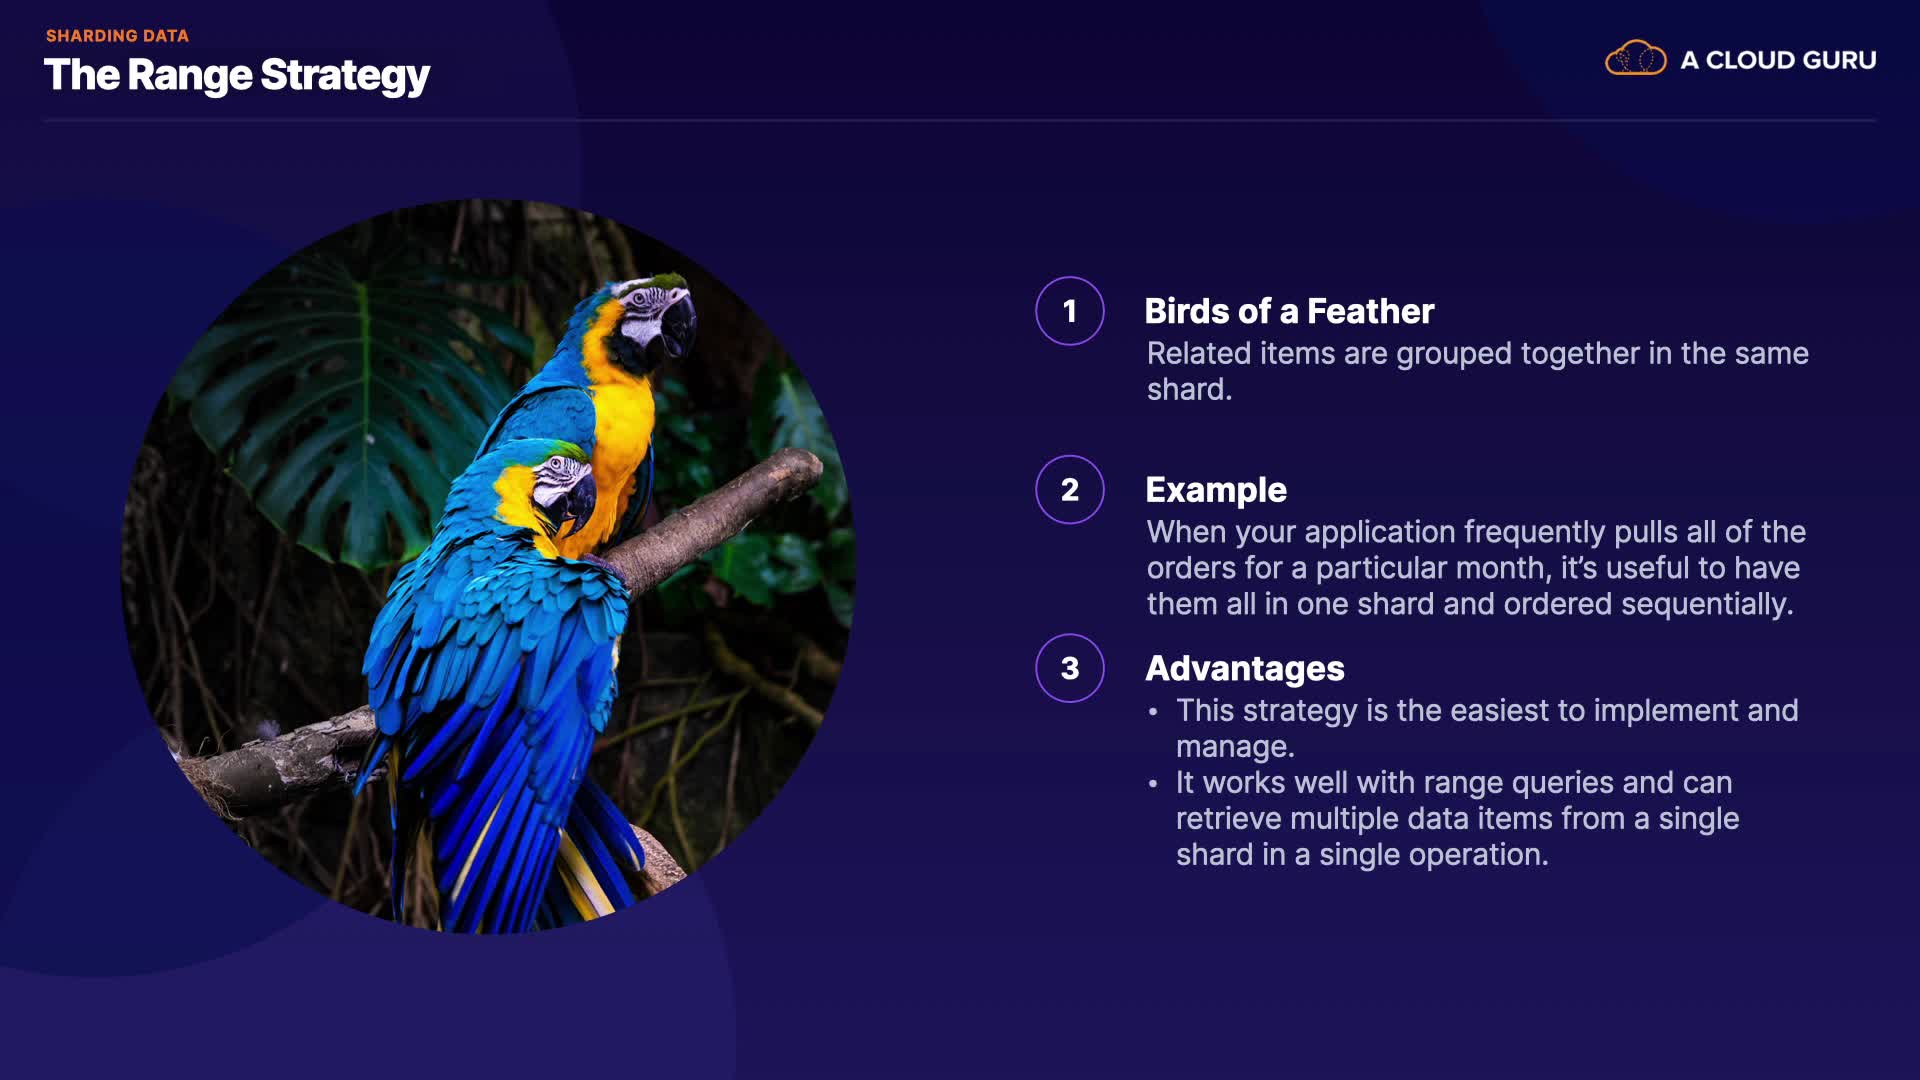 SHARDING DATA
The Range Strategy
A CLOUD GURU
1
Birds of a Feather
Related items are grouped together in the same
shard.
2
Example
When your application frequently pulls all of the
orders for a particular month, it’s useful to have
them all in one shard and ordered sequentially.
3
Advantages
• This strategy is the easiest to implement and
manage.
• It works well with range queries and can
retrieve multiple data items from a single
shard in a single operation.